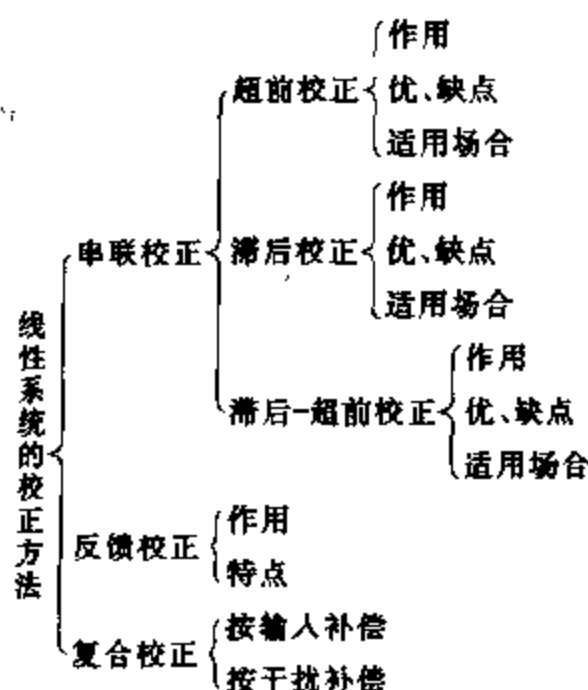 线性系统的校正方法
串联校正
超前校正
作用
优、缺点
适用场合
滞后校正
作用
优、缺点
适用场合
滞后-超前校正
作用
优、缺点
适用场合
反馈校正
作用
特点
复合校正
按输入补偿
按干扰补偿